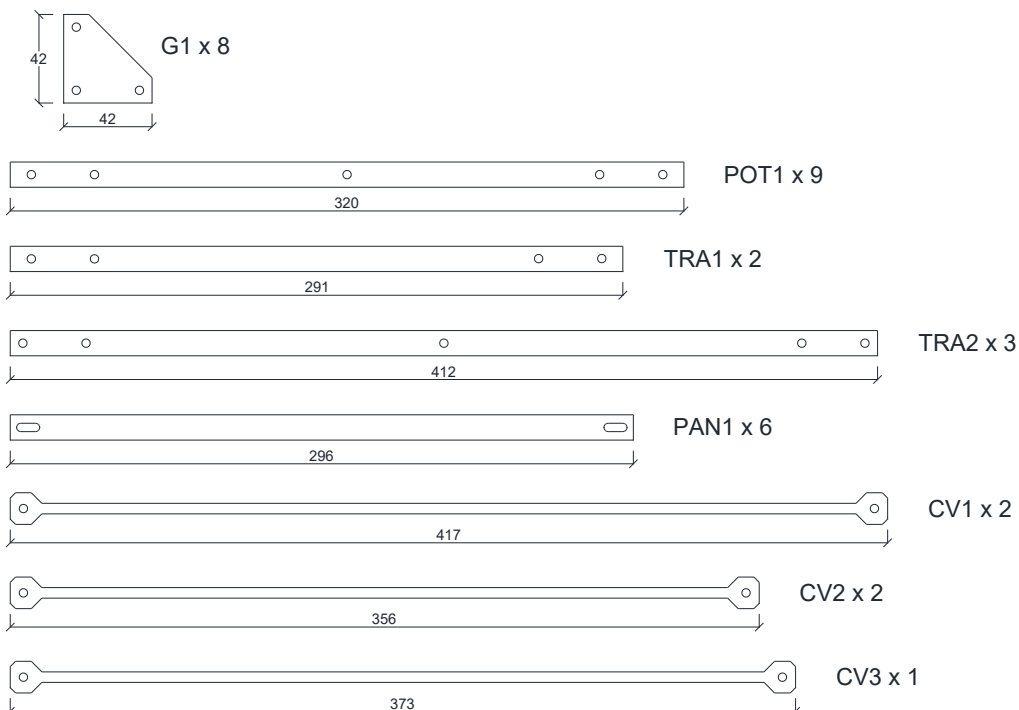 42
G1 x 8
42
POT1 x 9
320
TRA1 x 2
291
TRA2 x 3
412
PAN1 x 6
296
CV1 x 2
417
CV2 x 2
356
CV3 x 1
373